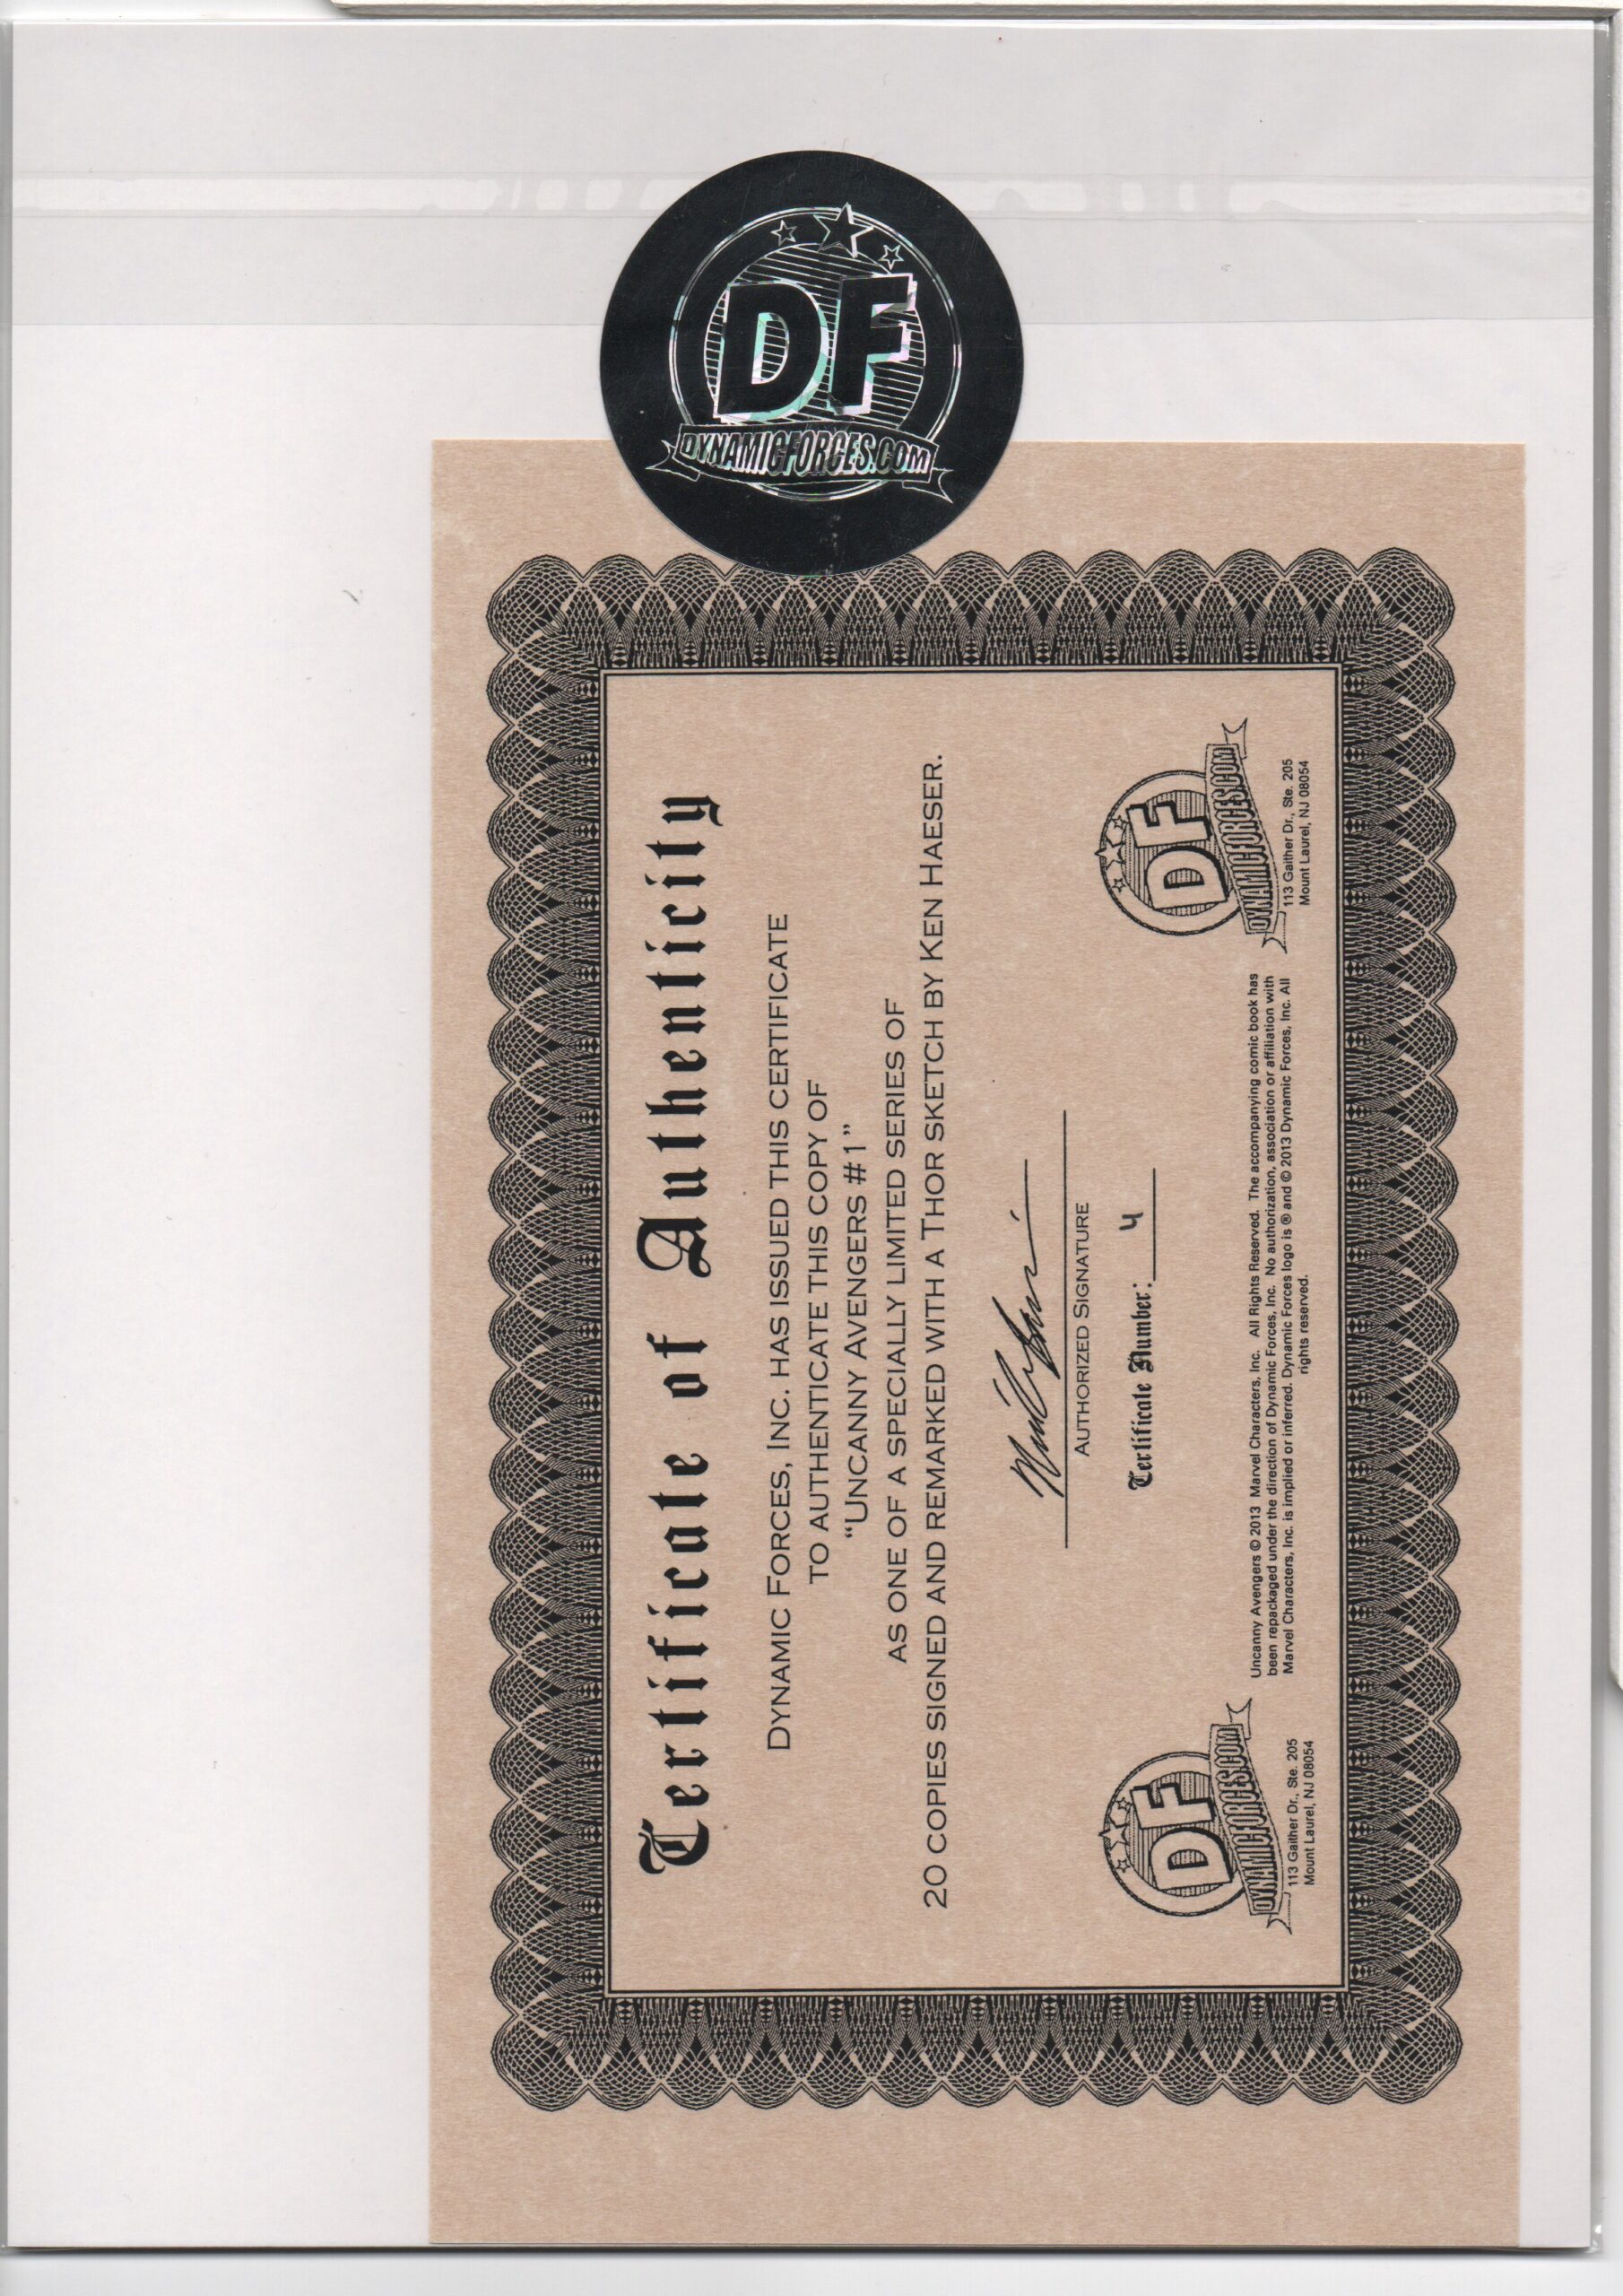 DF
DYNAMICFORCES.COM
Certificate of Authenticity
DYNAMIC FORCES, INC. HAS ISSUED THIS CERTIFICATE
TO AUTHENTICATE THIS COPY OF
“UNCANNY AVENGERS #1”
AS ONE OF A SPECIALLY LIMITED SERIES OF
20 COPIES SIGNED AND REMARKED WITH A THOR SKETCH BY KEN HAESER.
AUTHORIZED SIGNATURE
Certificate Number: 4
DF
DYNAMICFORCES.COM
113 Gaither Dr., Ste. 205
Mount Laurel, NJ 08054
Uncanny Avengers © 2013 Marvel Characters, Inc. All Rights Reserved. The accompanying comic book has
been repackaged under the direction of Dynamic Forces, Inc. No authorization, association or affiliation with
Marvel Characters, Inc. is implied or inferred. Dynamic Forces logo is ® and © 2013 Dynamic Forces, Inc. All
rights reserved.
DF
DYNAMICFORCES.COM
113 Gaither Dr., Ste. 205
Mount Laurel, NJ 08054